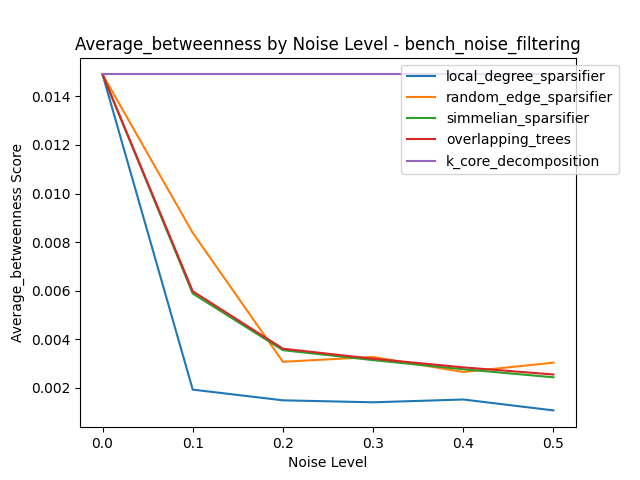 Average_betweenness by Noise Level - bench_noise_filtering
local_degree_sparsifier
random_edge_sparsifier
simmelian_sparsifier
overlapping_trees
k_core_decomposition
Average_betweenness Score
0.014
0.012
0.010
0.008
0.006
0.004
0.002
0.0 0.1 0.2 0.3 0.4 0.5
Noise Level